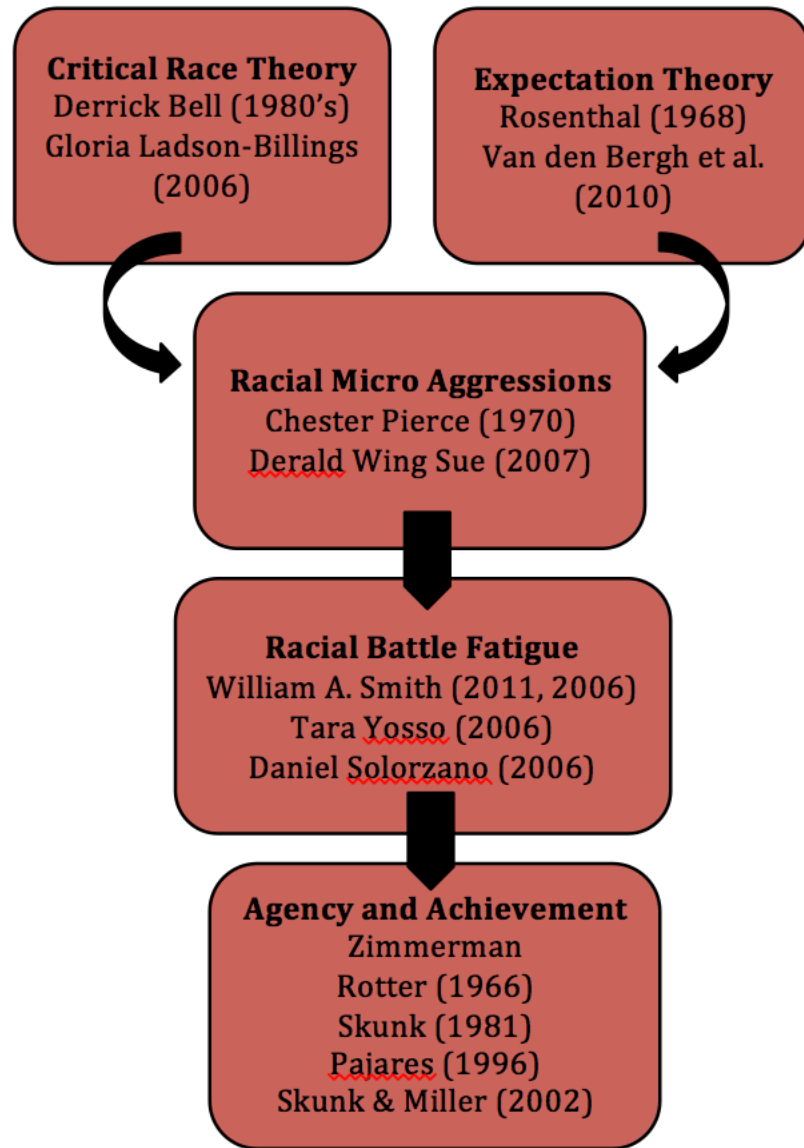 Critical Race Theory
Derrick Bell (1980's)
Gloria Ladson-Billings
(2006)
Expectation Theory
Rosenthal (1968)
Van den Bergh et al.
(2010)
Racial Micro Aggressions
Chester Pierce (1970)
Derald Wing Sue (2007)
Racial Battle Fatigue
William A. Smith (2011, 2006)
Tara Yosso (2006)
Daniel Solorzano (2006)
Agency and Achievement
Zimmerman
Rotter (1966)
Skunk (1981)
Pajares (1996)
Skunk & Miller (2002)